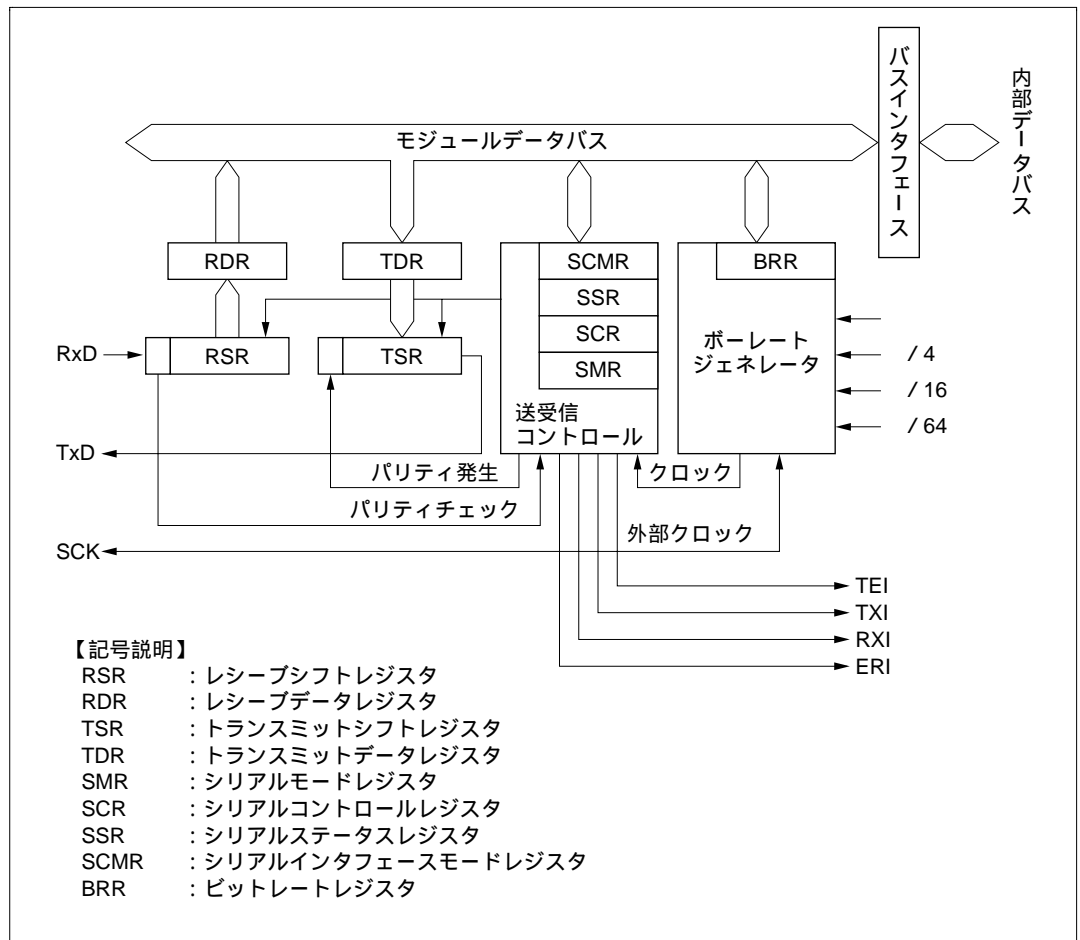 バスインタフェース
内部データバス
モジュールデータバス
RDR
TDR
SCMR
BRR
SSR
SCR
SMR
RxD
RSR
TSR
ボーレート
ジェネレータ
/ 4
/ 16
/ 64
送受信
コントロール
TxD
パリティ発生
クロック
パリティチェック
外部クロック
SCK
TEI
TXI
RXI
ERI
【記号説明】
RSR : レシーブシフトレジスタ
RDR : レシーブデータレジスタ
TSR : トランスミットシフトレジスタ
TDR : トランスミットデータレジスタ
SMR : シリアルモードレジスタ
SCR : シリアルコントロールレジスタ
SSR : シリアルステータスレジスタ
SCMR : シリアルインタフェースモードレジスタ
BRR : ビットレートレジスタ